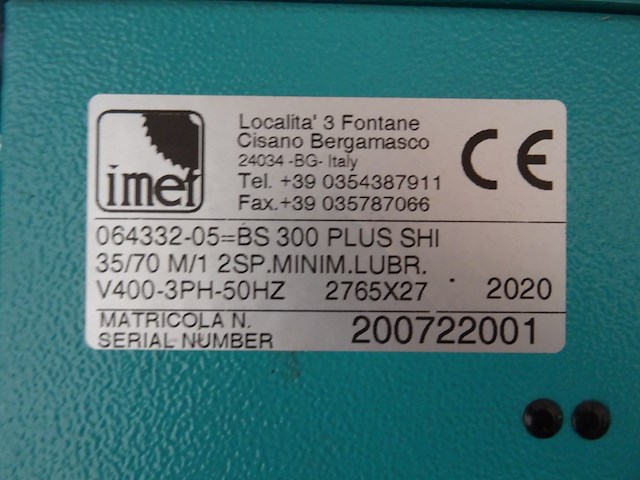 imet
Localita' 3 Fontane
Cisano Bergamasco
24034 -BG- Italy
Tel. +39 0354387911
Fax.+39 035787066
CE
064332-05=BS 300 PLUS SHI
35/70 M/1 2SP.MINIM.LUBR.
V400-3PH-50HZ 2765X27 2020
MATRICOLA N.
SERIAL NUMBER 200722001